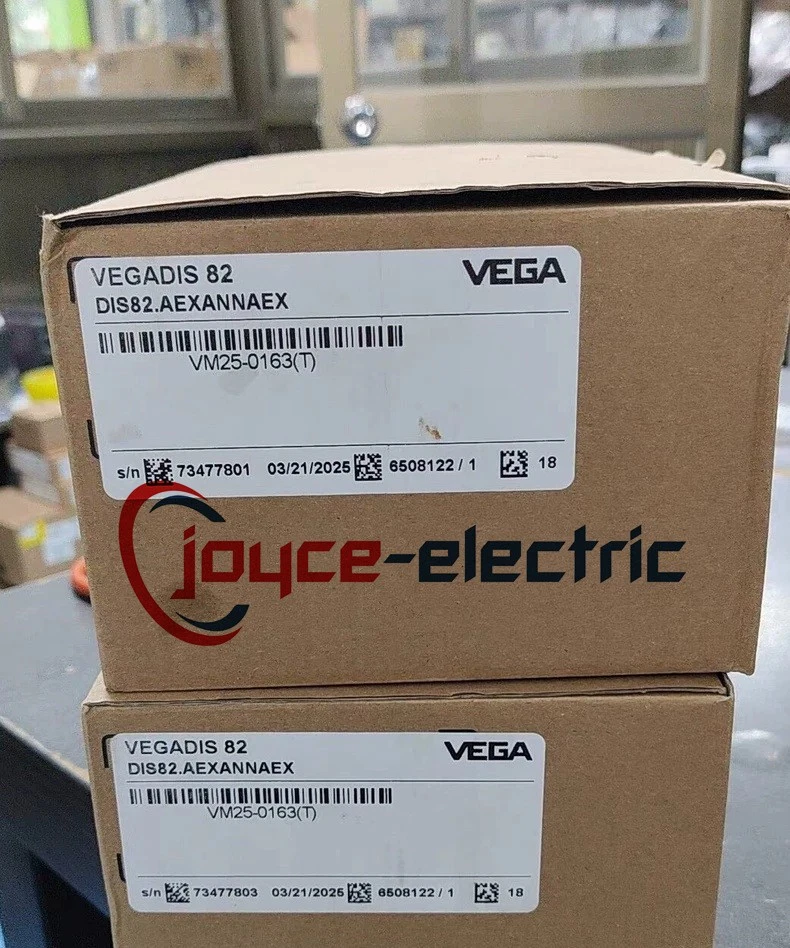 VEGADIS 82
VEGA
DIS82.AEXANNAEX
VM25-0163(T)
s/n 73477801 03/21/2025 6508122 / 1 18
joyce-electric
VEGADIS 82
VEGA
DIS82.AEXANNAEX
VM25-0163(T)
s/n 73477803 03/21/2025 6508122 / 1 18